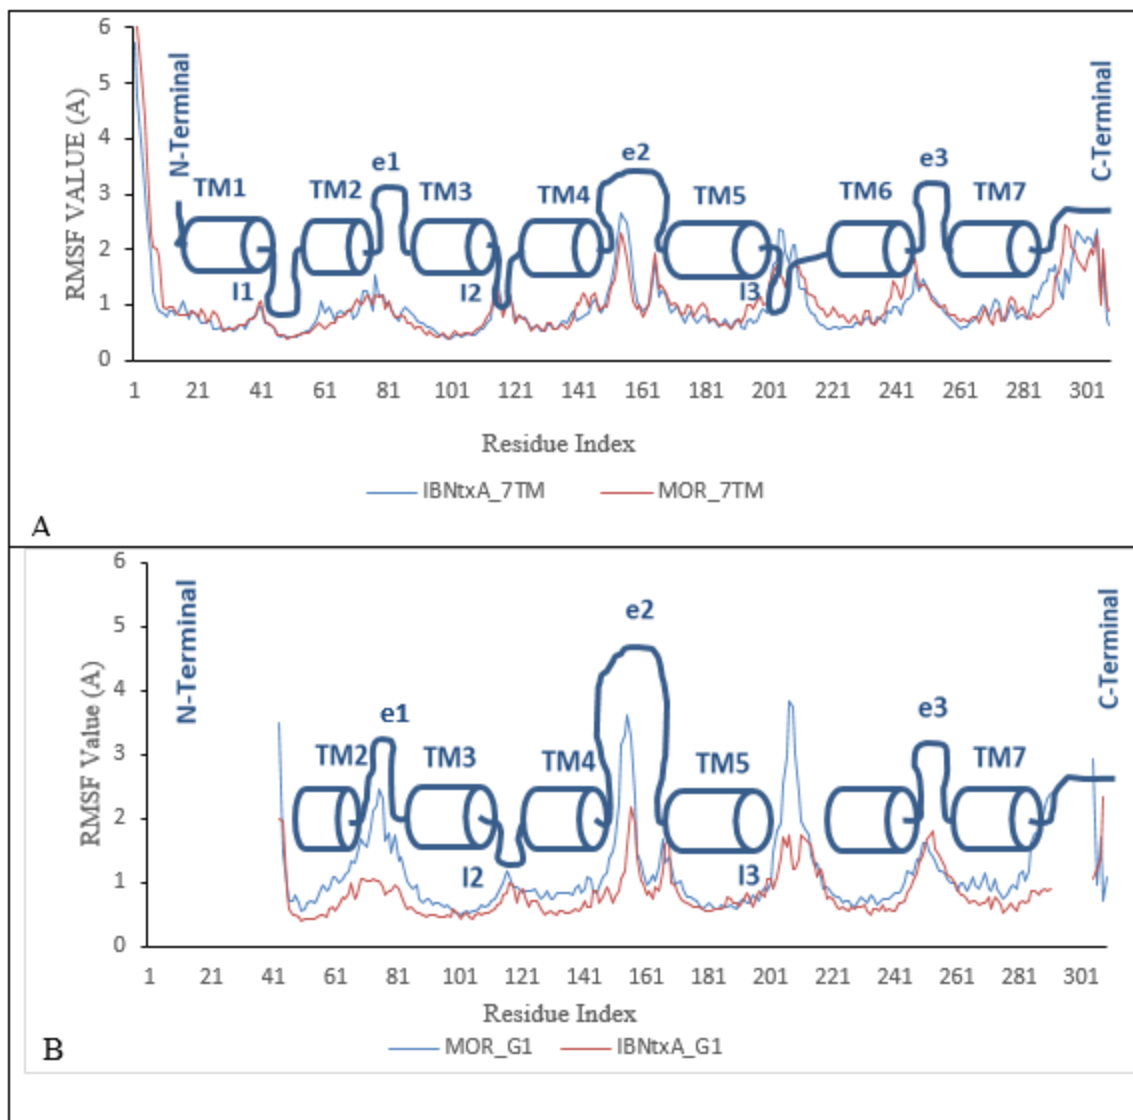 6
5
4
3
2
1
0
RMSF VALUE (A)
N-Terminal
C-Terminal
e1
e2
e3
TM1
TM2
TM3
TM4
TM5
TM6
TM7
I1
I2
I3
1 21 41 61 81 101 121 141 161 181 201 221 241 261 281 301
Residue Index
IBNtxA_7TM MOR_7TM
A
6
5
4
3
2
1
0
RMSF Value (A)
N-Terminal
C-Terminal
e1
e2
e3
TM2
TM3
TM4
TM5
TM7
I2
I3
1 21 41 61 81 101 121 141 161 181 201 221 241 261 281 301
Residue Index
MOR_G1 IBNtxA_G1
B